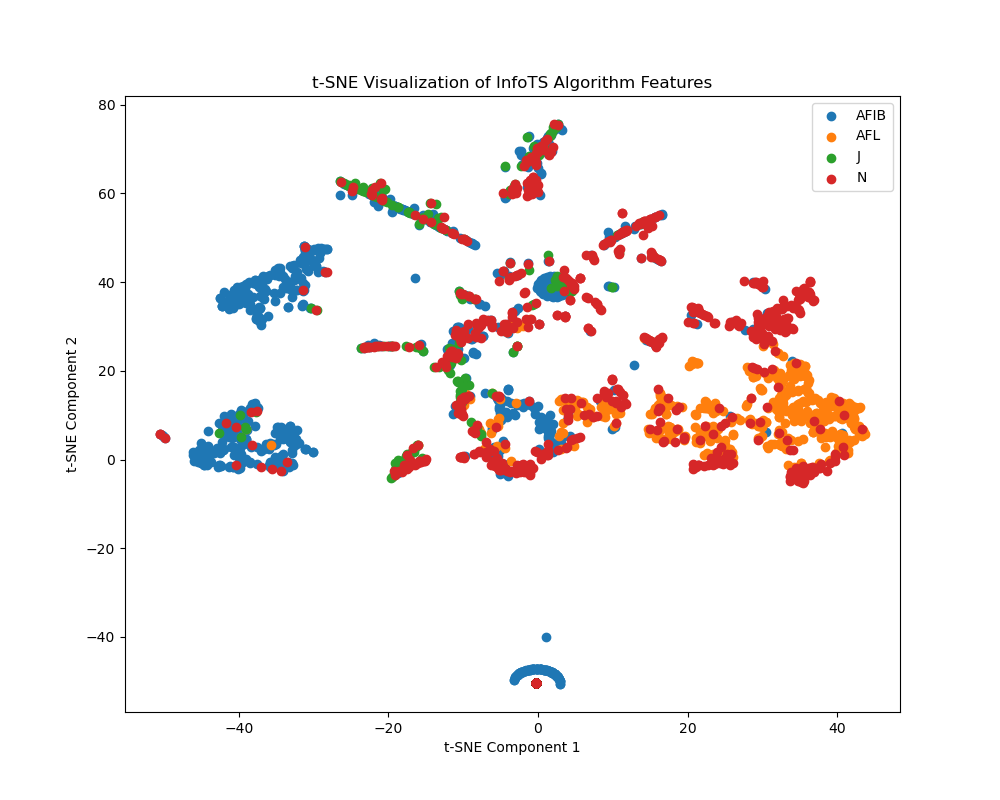 t-SNE Visualization of InfoTS Algorithm Features
AFIB
AFL
J
N
80
60
40
20
0
−20
−40
t-SNE Component 2
−40
−20
0
20
40
t-SNE Component 1